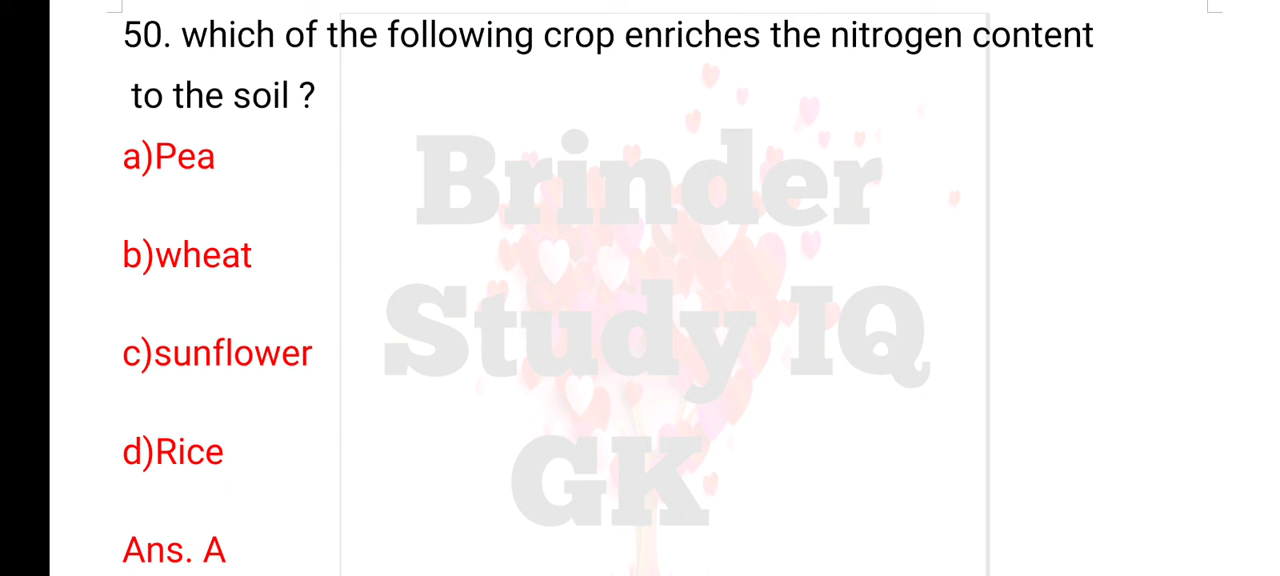 50. which of the following crop enriches the nitrogen content
to the soil ?
a)Pea
b)wheat
c)sunflower
d)Rice
Ans. A
Brinder
Study IQ
GK